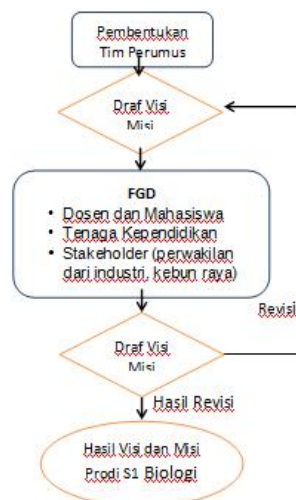 Pembentukan
Tim Perumus
Draf Visi
Misi
FGD
• Dosen dan Mahasiswa
• Tenaga Kependidikan
• Stakeholder (perwakilan
dari industri, kebun raya)
Revisi
Draf Visi
Misi
Hasil Revisi
Hasil Visi dan Misi
Prodi S1 Biologi